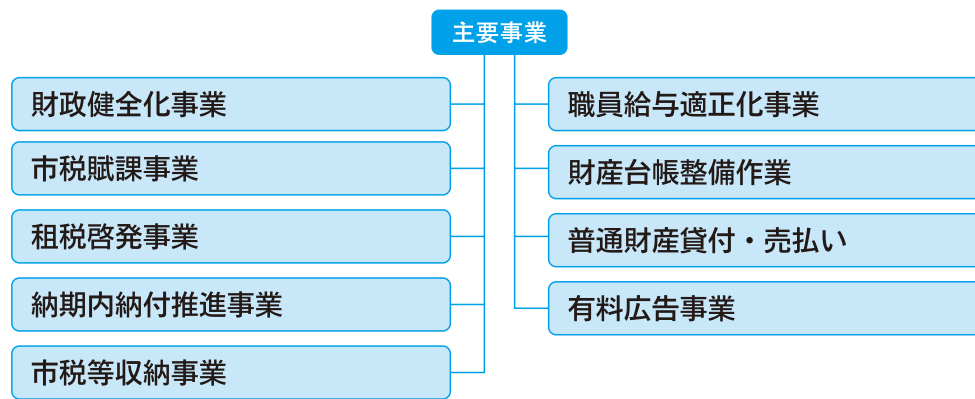 主要事業
財政健全化事業
市税賦課事業
租税啓発事業
納期内納付推進事業
市税等収納事業
職員給与適正化事業
財産台帳整備作業
普通財産貸付・売払い
有料広告事業